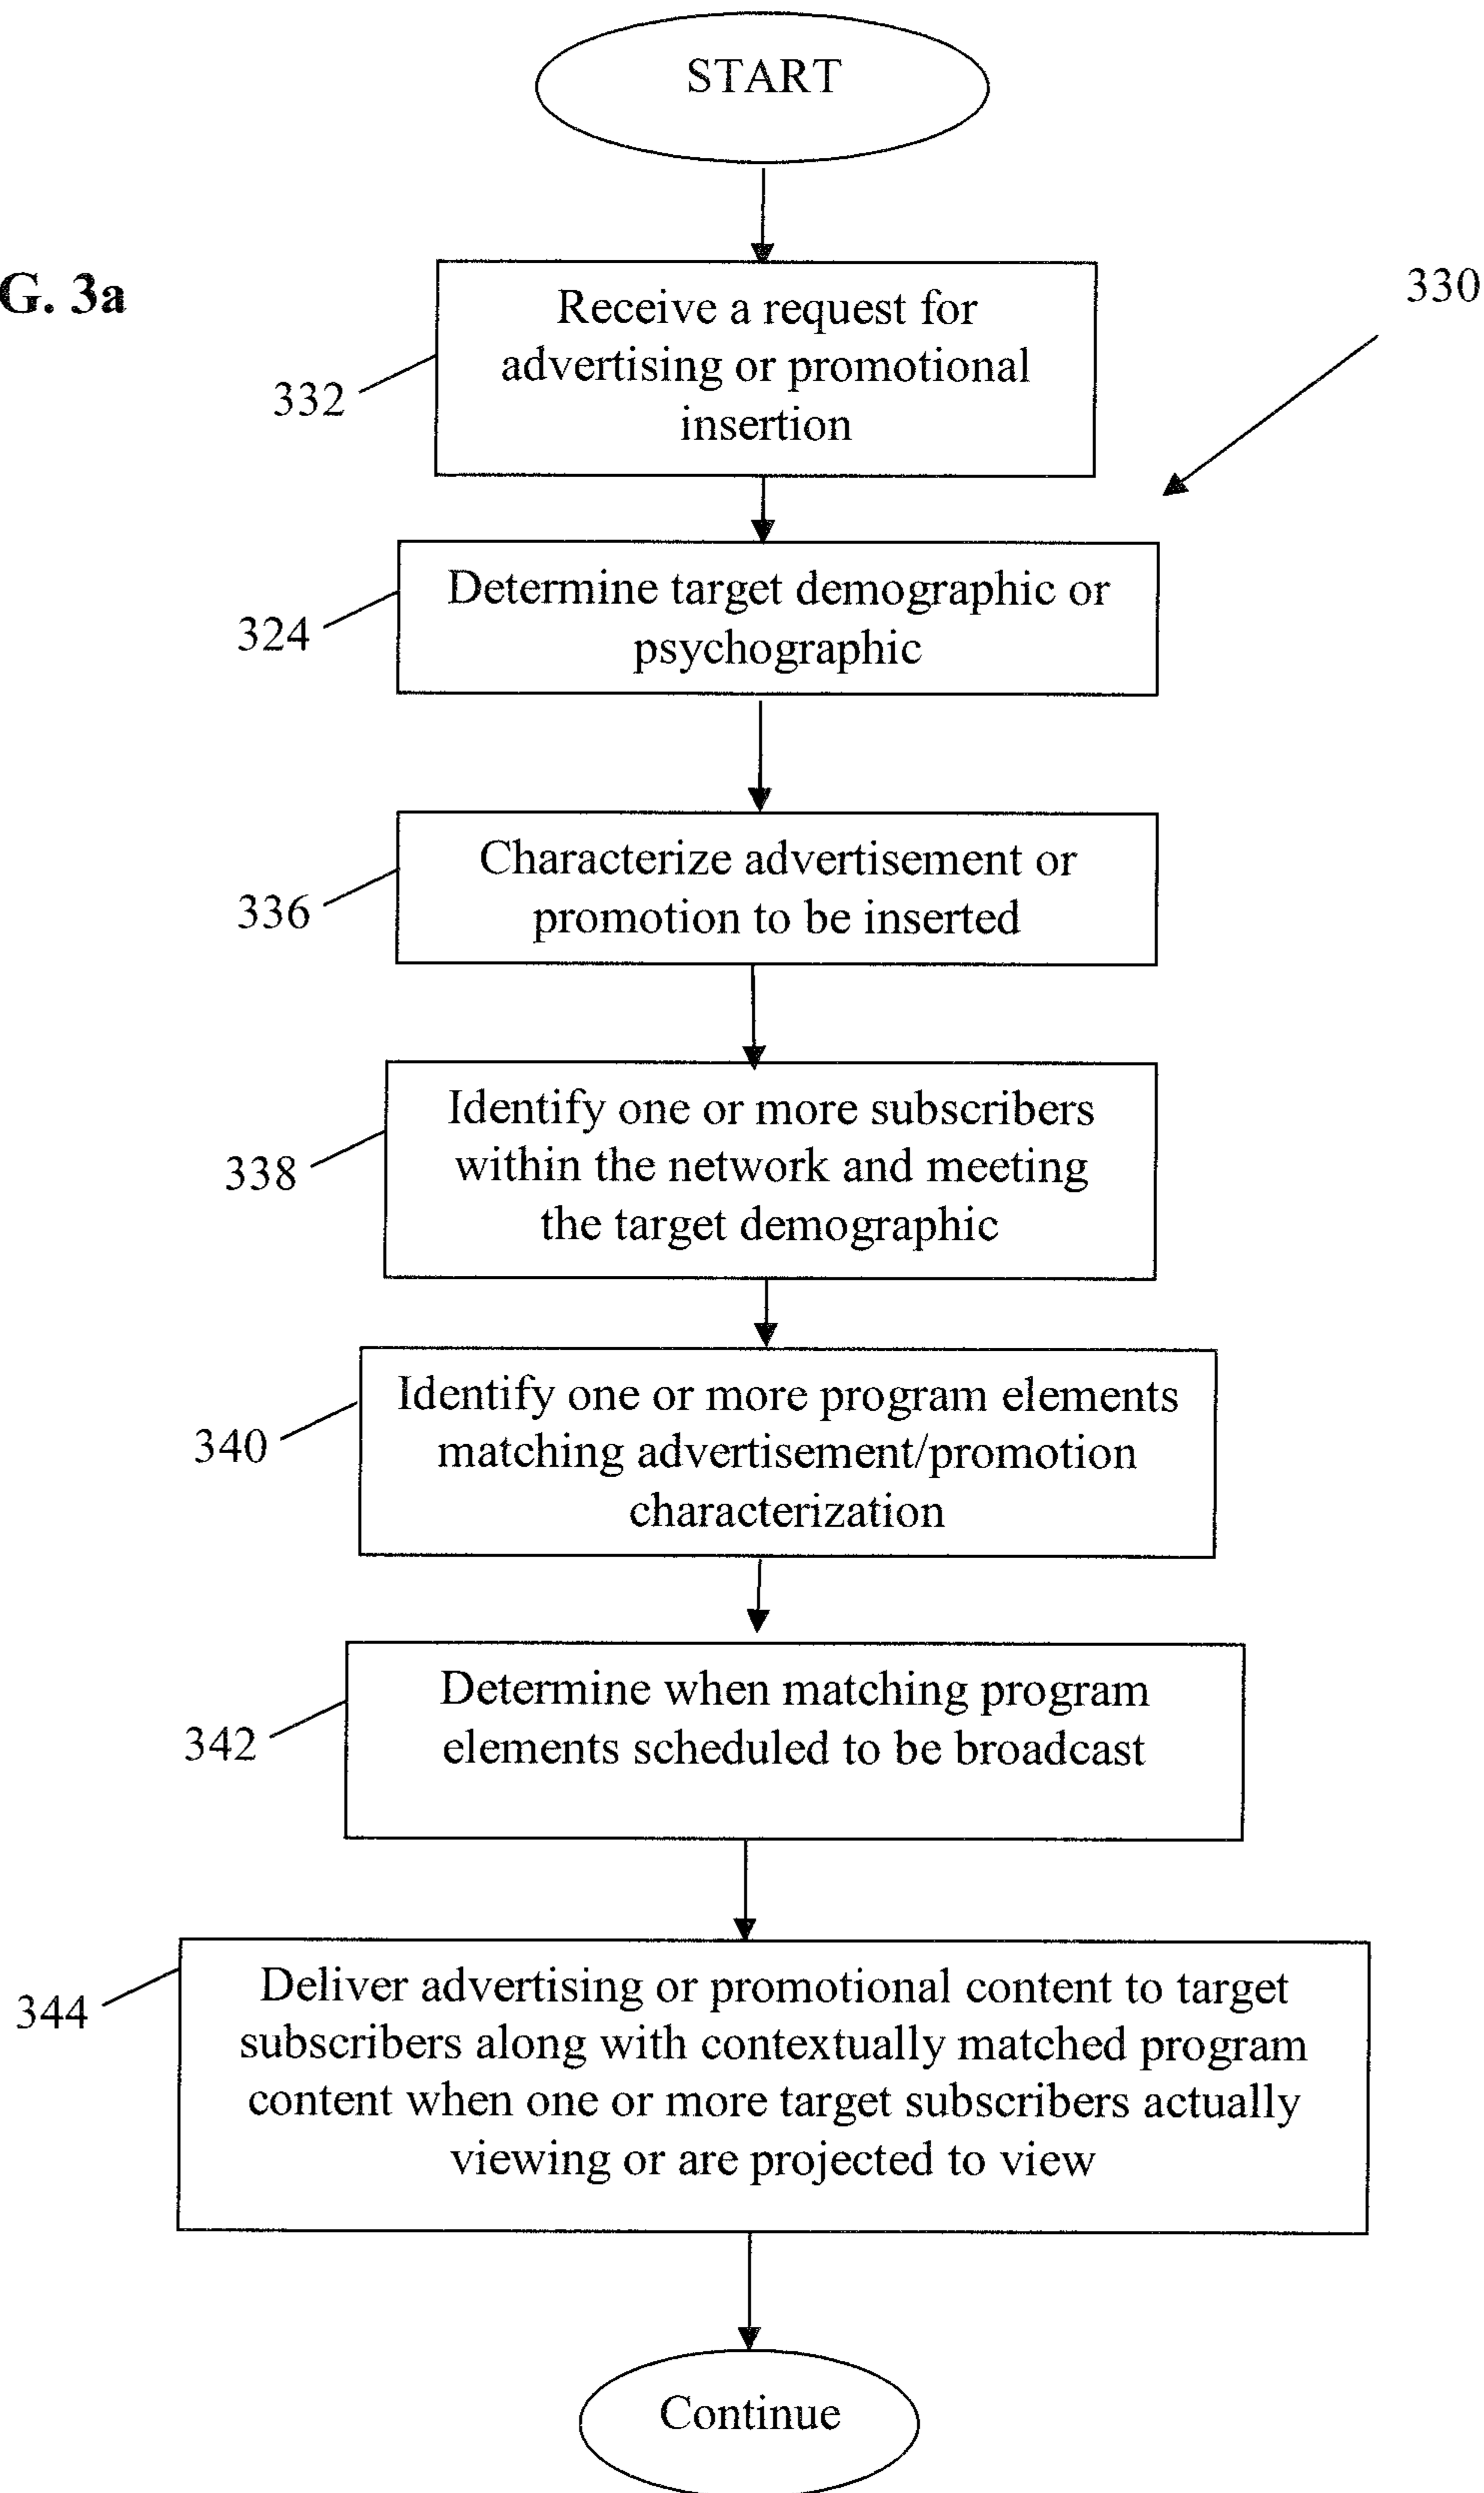 START
G. 3a
330
Receive a request for
advertising or promotional
insertion
332
Determine target demographic or
psychographic
324
Characterize advertisement or
promotion to be inserted
336
Identify one or more subscribers
within the network and meeting
the target demographic
338
Identify one or more program elements
matching advertisement/promotion
characterization
340
Determine when matching program
elements scheduled to be broadcast
342
Deliver advertising or promotional content to target
subscribers along with contextually matched program
content when one or more target subscribers actually
viewing or are projected to view
344
Continue